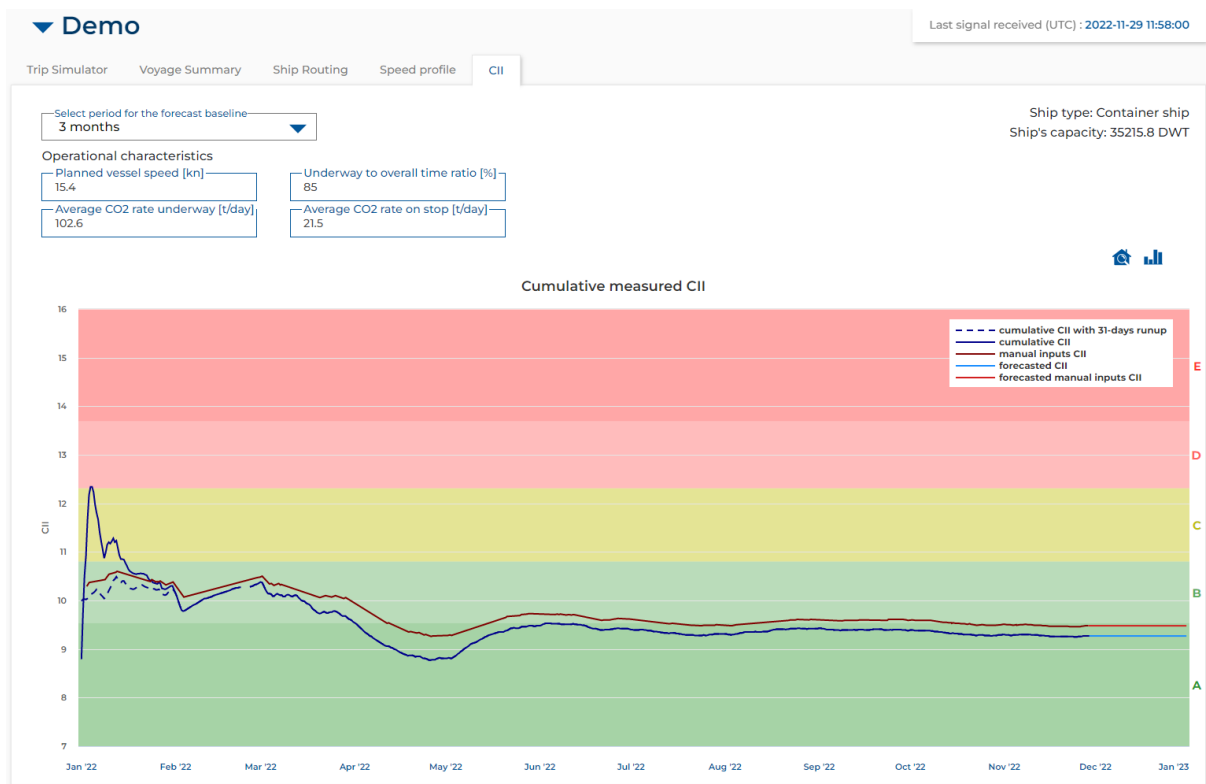 Demo
Last signal received (UTC) : 2022-11-29 11:58:00
Trip Simulator Voyage Summary Ship Routing Speed profile CII
Select period for the forecast baseline
3 months
Ship type: Container ship
Ship's capacity: 35215.8 DWT
Operational characteristics
Planned vessel speed [kn]
15.4
Underway to overall time ratio [%]
85
Average CO2 rate underway [t/day]
102.6
Average CO2 rate on stop [t/day]
21.5
Cumulative measured CII
16
15
14
13
12
11
10
9
8
7
CII
cumulative CII with 31-days runup
cumulative CII
manual inputs CII
forecasted CII
forecasted manual inputs CII
E
D
C
B
A
Jan '22 Feb '22 Mar '22 Apr '22 May '22 Jun '22 Jul '22 Aug '22 Sep '22 Oct '22 Nov '22 Dec '22 Jan '23